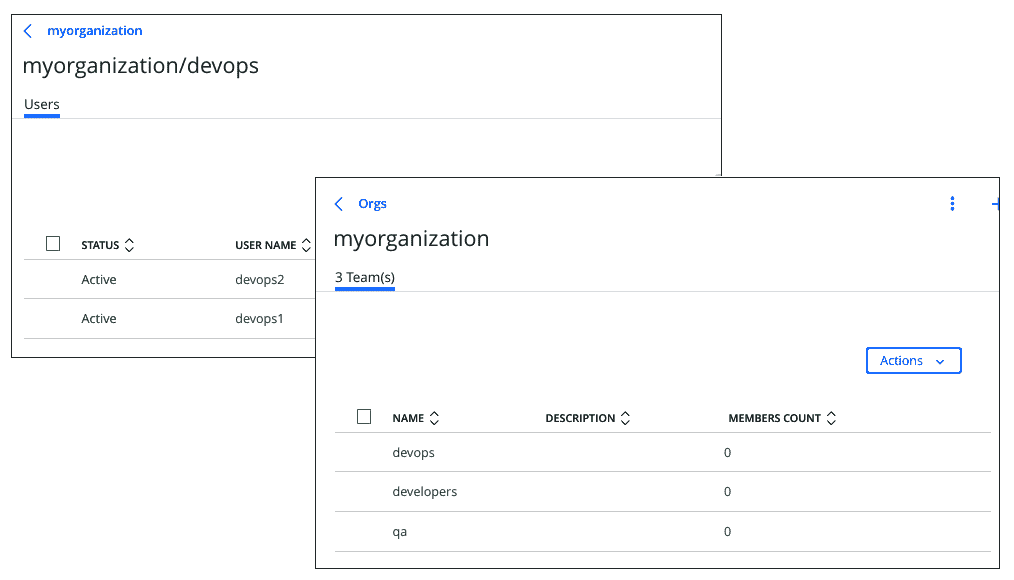 myorganization
myorganization/devops
Users
STATUS USER NAME
Active devops2
Active devops1
Orgs
myorganization
3 Team(s)
Actions
NAME DESCRIPTION MEMBERS COUNT
devops 0
developers 0
qa 0